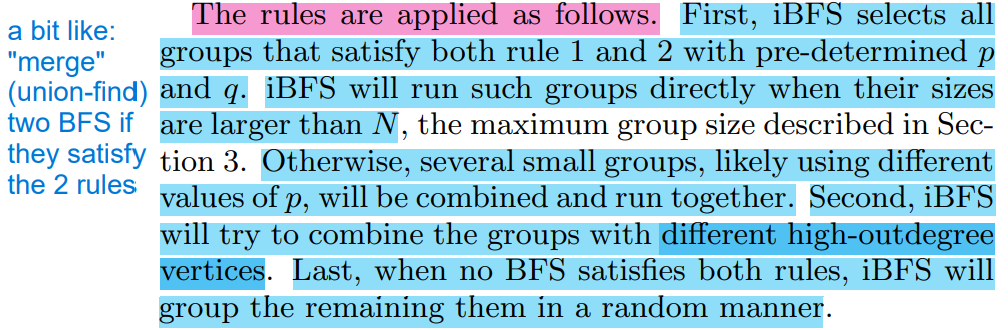 a bit like:
"merge"
(union-find)
two BFS if
they satisfy
the 2 rules
The rules are applied as follows. First, iBFS selects all
groups that satisfy both rule 1 and 2 with pre-determined p
and q. iBFS will run such groups directly when their sizes
are larger than N, the maximum group size described in Sec-
tion 3. Otherwise, several small groups, likely using different
values of p, will be combined and run together. Second, iBFS
will try to combine the groups with different high-outdegree
vertices. Last, when no BFS satisfies both rules, iBFS will
group the remaining them in a random manner.